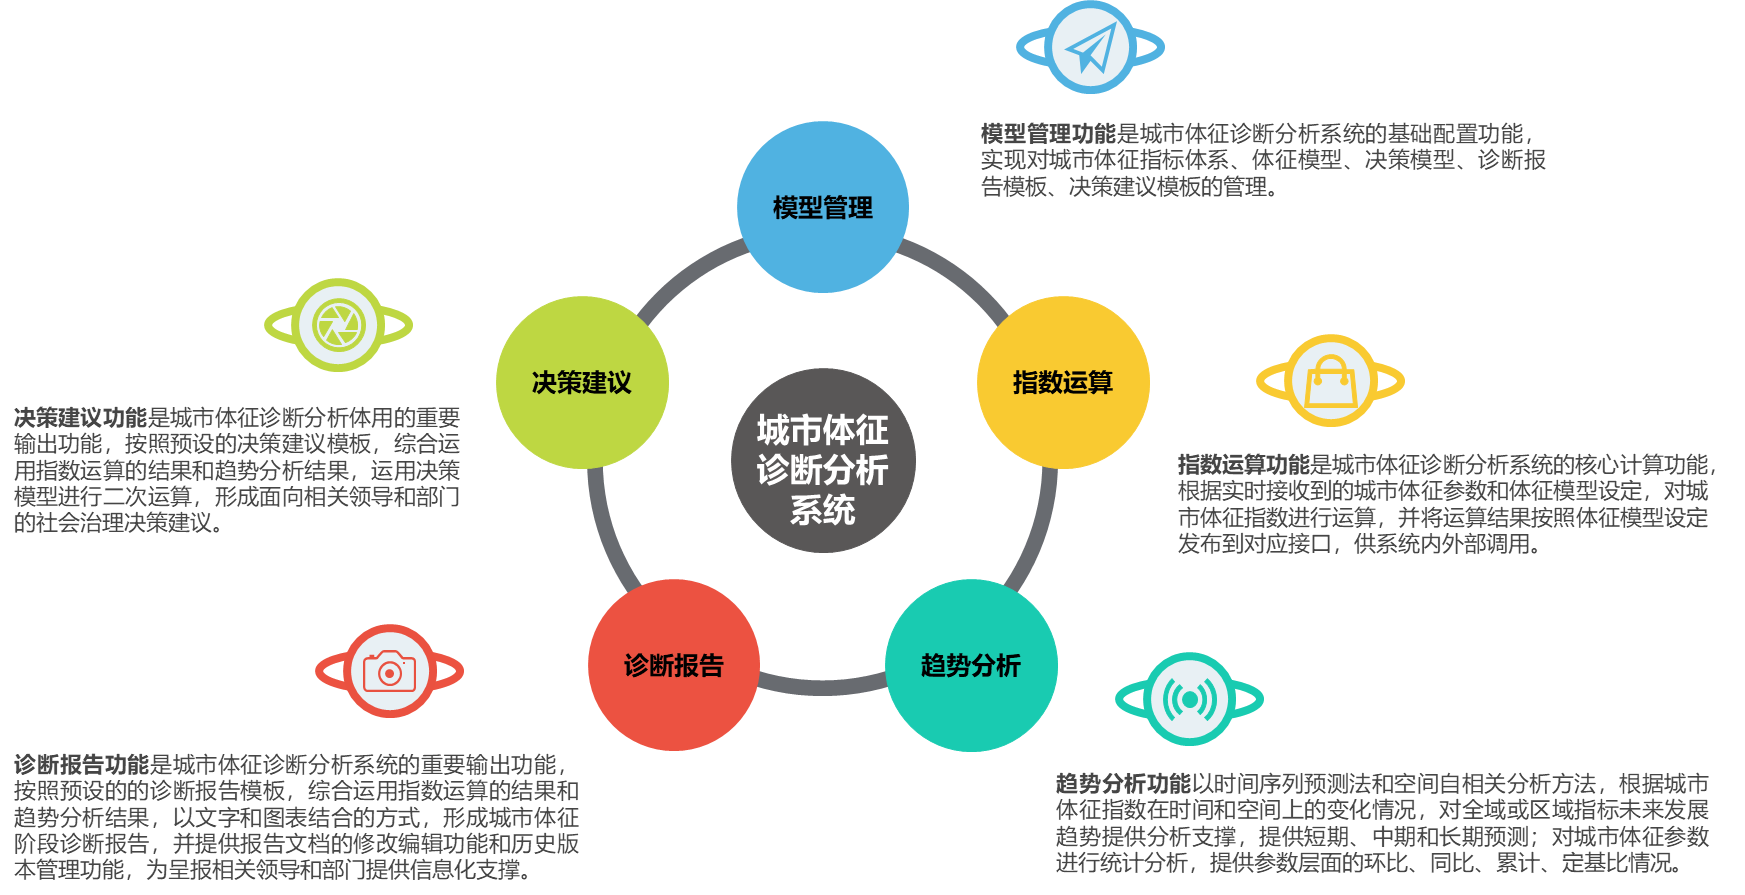 模型管理功能是城市体征诊断分析系统的基础配置功能，
实现对城市体征指标体系、体征模型、决策模型、诊断报
告模板、决策建议模板的管理。
模型管理
决策建议
指数运算
城市体征
诊断分析
系统
诊断报告
趋势分析
决策建议功能是城市体征诊断分析体用的重要
输出功能，按照预设的决策建议模板，综合运
用指数运算的结果和趋势分析结果，运用决策
模型进行二次运算，形成面向相关领导和部门
的社会治理决策建议。
指数运算功能是城市体征诊断分析系统的核心计算功能，
根据实时接收到的城市体征参数和体征模型设定，对城
市体征指数进行运算，并将运算结果按照体征模型设定
发布到对应接口，供系统内外部调用。
诊断报告功能是城市体征诊断分析系统的重要输出功能，
按照预设的的诊断报告模板，综合运用指数运算的结果和
趋势分析结果，以文字和图表结合的方式，形成城市体征
阶段诊断报告，并提供报告文档的修改编辑功能和历史版
本管理功能，为呈报相关领导和部门提供信息化支撑。
趋势分析功能以时间序列预测法和空间自相关分析方法，根据城市
体征指数在时间和空间上的变化情况，对全域或区域指标未来发展
趋势提供分析支撑，提供短期、中期和长期预测；对城市体征参数
进行统计分析，提供参数层面的环比、同比、累计、定基比情况。